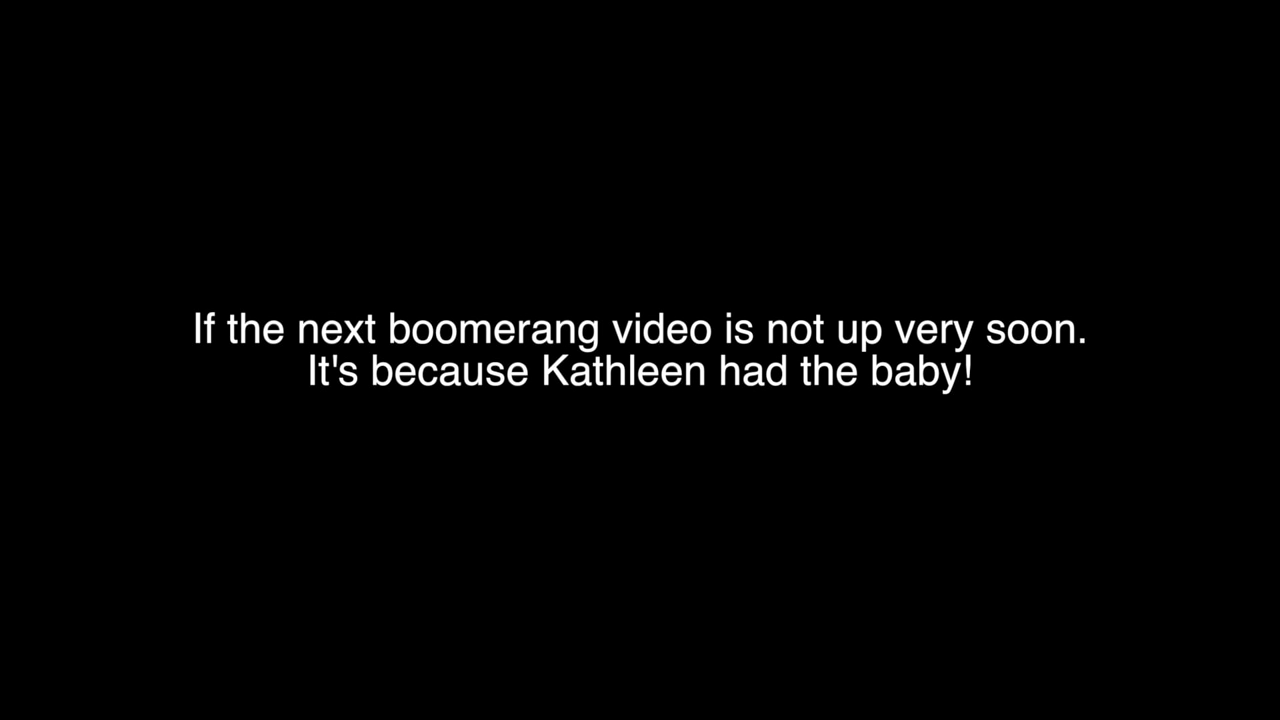 If the next boomerang video is not up very soon.
It's because Kathleen had the baby!